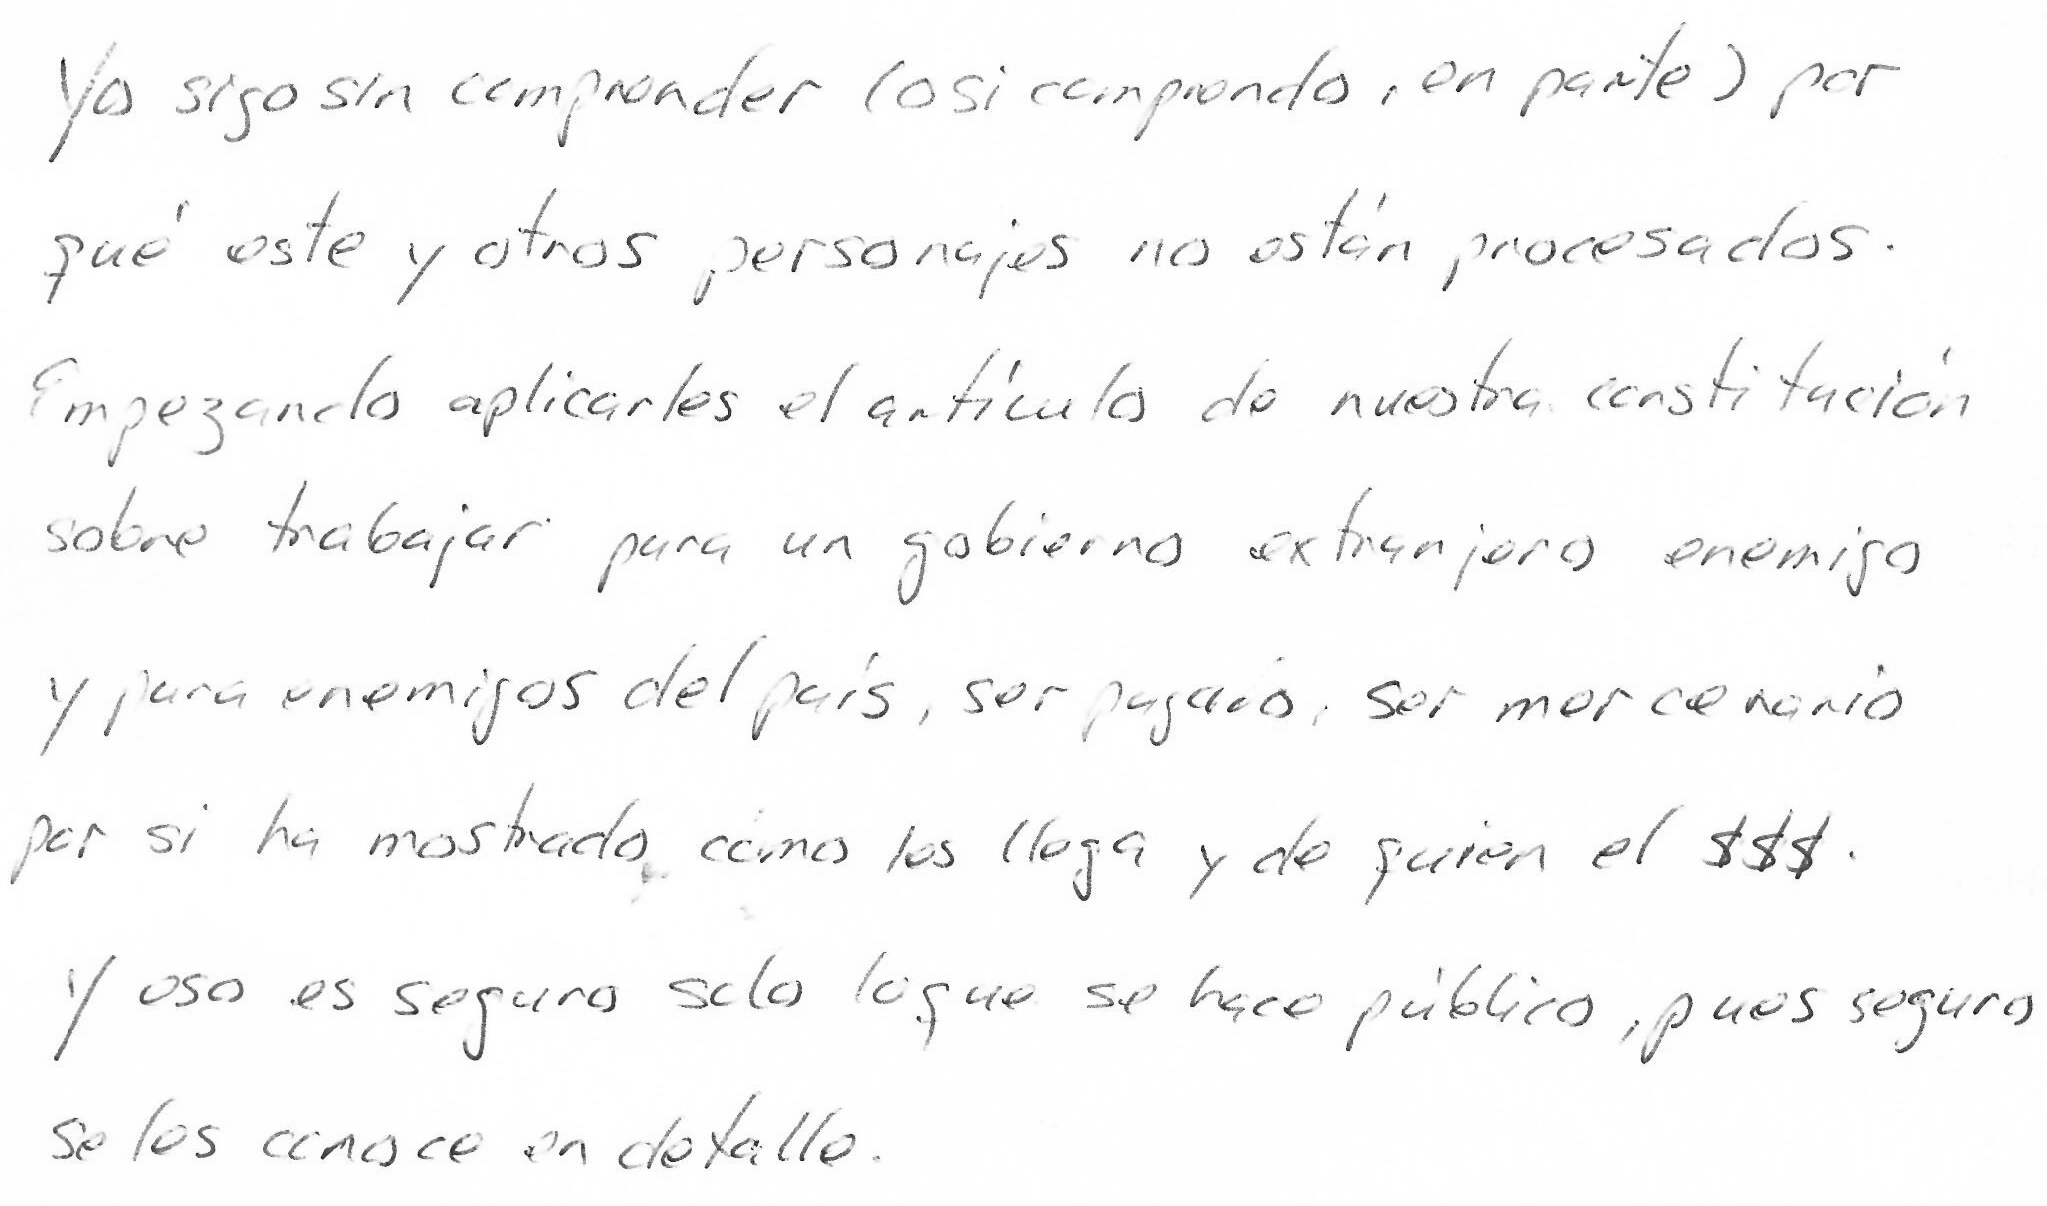 Yo sigo sin comprender (o si comprendo, en parte) por
qué este y otros personajes no están procesados.
Empezando aplicarles el artículo de nuestra constitución
sobre trabajar para un gobierno extranjero enemigo
y para enemigos del país, ser pagado, ser mercenario
por si ha mostrado cómo les llega y de quien el $$$.
Y eso es seguro solo lo que se hace público, pues seguro
se les conoce en detalle.